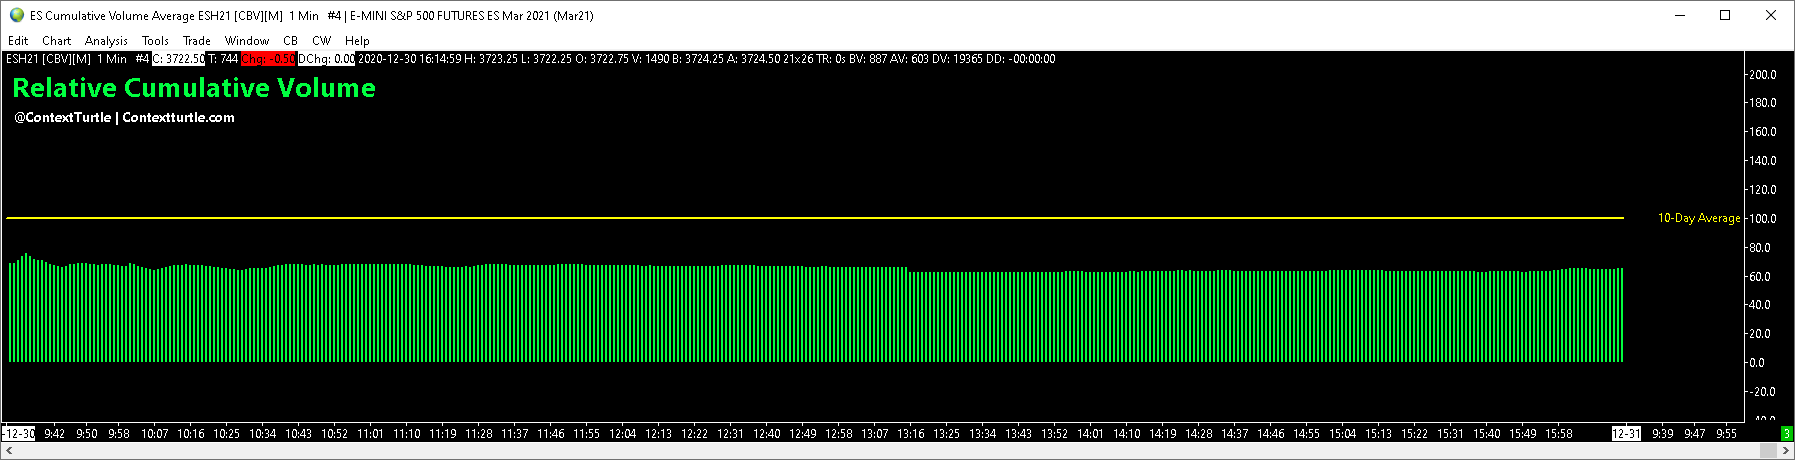 ES Cumulative Volume Average ESH21 [CBV][M] 1 Min #4 | E-MINI S&P 500 FUTURES ES Mar 2021 (Mar21)
Edit Chart Analysis Tools Trade Window CB CW Help
ESH21 [CBV][M] 1 Min #4 C: 3722.50 T: 744 Chg: -0.50 DChg: 0.00 2020-12-30 16:14:59 H: 3723.25 L: 3722.25 O: 3722.75 V: 1490 B: 3724.25 A: 3724.50 21x26 TR: 0s BV: 887 AV: 603 DV: 19365 DD: -00:00:00
Relative Cumulative Volume
@ContextTurtle | Contextturtle.com
200.0
180.0
160.0
140.0
120.0
10-Day Average 100.0
80.0
60.0
40.0
20.0
0.0
-20.0
-12-30 9:42 9:50 9:58 10:07 10:16 10:25 10:34 10:43 10:52 11:01 11:10 11:19 11:28 11:37 11:46 11:55 12:04 12:13 12:22 12:31 12:40 12:49 12:58 13:07 13:16 13:25 13:34 13:43 13:52 14:01 14:10 14:19 14:28 14:37 14:46 14:55 15:04 15:13 15:22 15:31 15:40 15:49 15:58 12-31 9:39 9:47 9:55 3